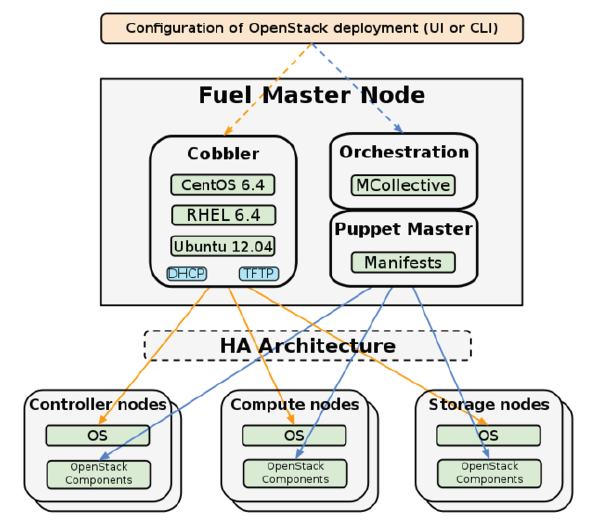 Configuration of OpenStack deployment (UI or CLI)
Fuel Master Node
Cobbler
CentOS 6.4
RHEL 6.4
Ubuntu 12.04
DHCP
TFTP
Orchestration
MCollective
Puppet Master
Manifests
HA Architecture
Controller nodes
OS
OpenStack
Components
Compute nodes
OS
OpenStack
Components
Storage nodes
OS
OpenStack
Components